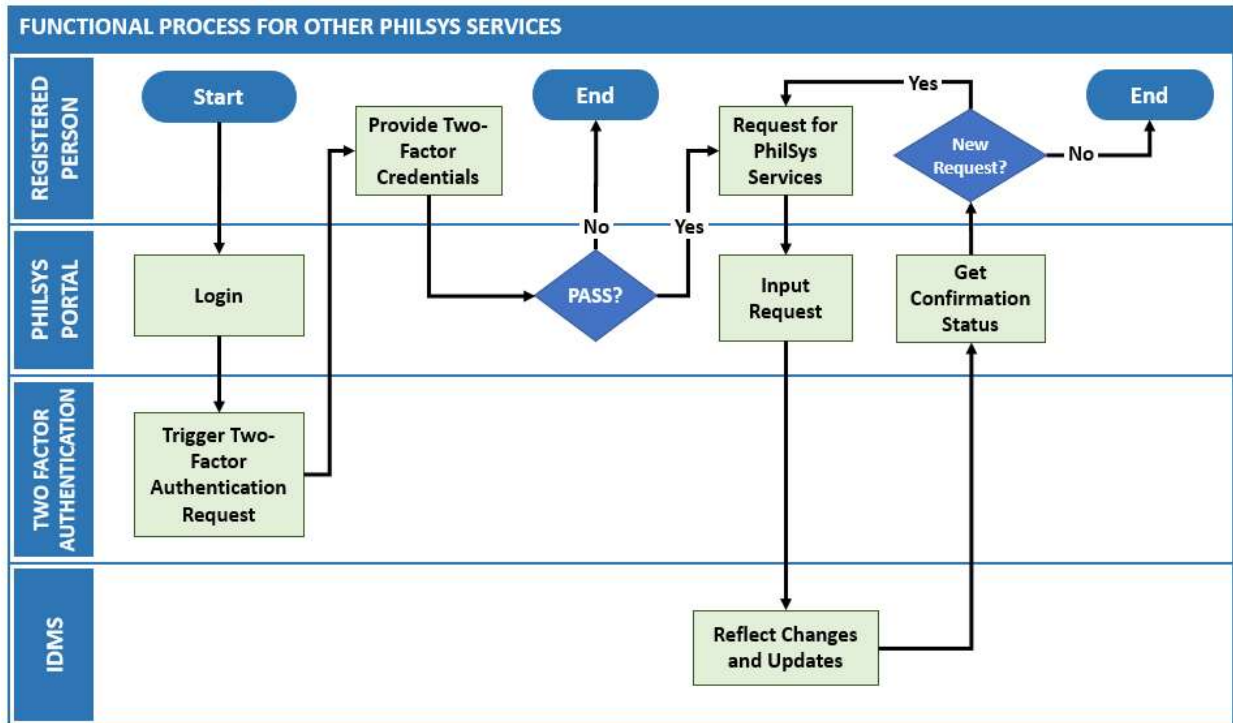 FUNCTIONAL PROCESS FOR OTHER PHILSYS SERVICES
REGISTERED
PERSON
Start
Provide Two-
Factor
Credentials
End
Request for
PhilSys
Services
Yes
New
Request?
No
End
PHILSYS
PORTAL
Login
No
Yes
PASS?
Input
Request
Get
Confirmation
Status
TWO FACTOR
AUTHENTICATION
Trigger Two-
Factor
Authentication
Request
IDMS
Reflect Changes
and Updates